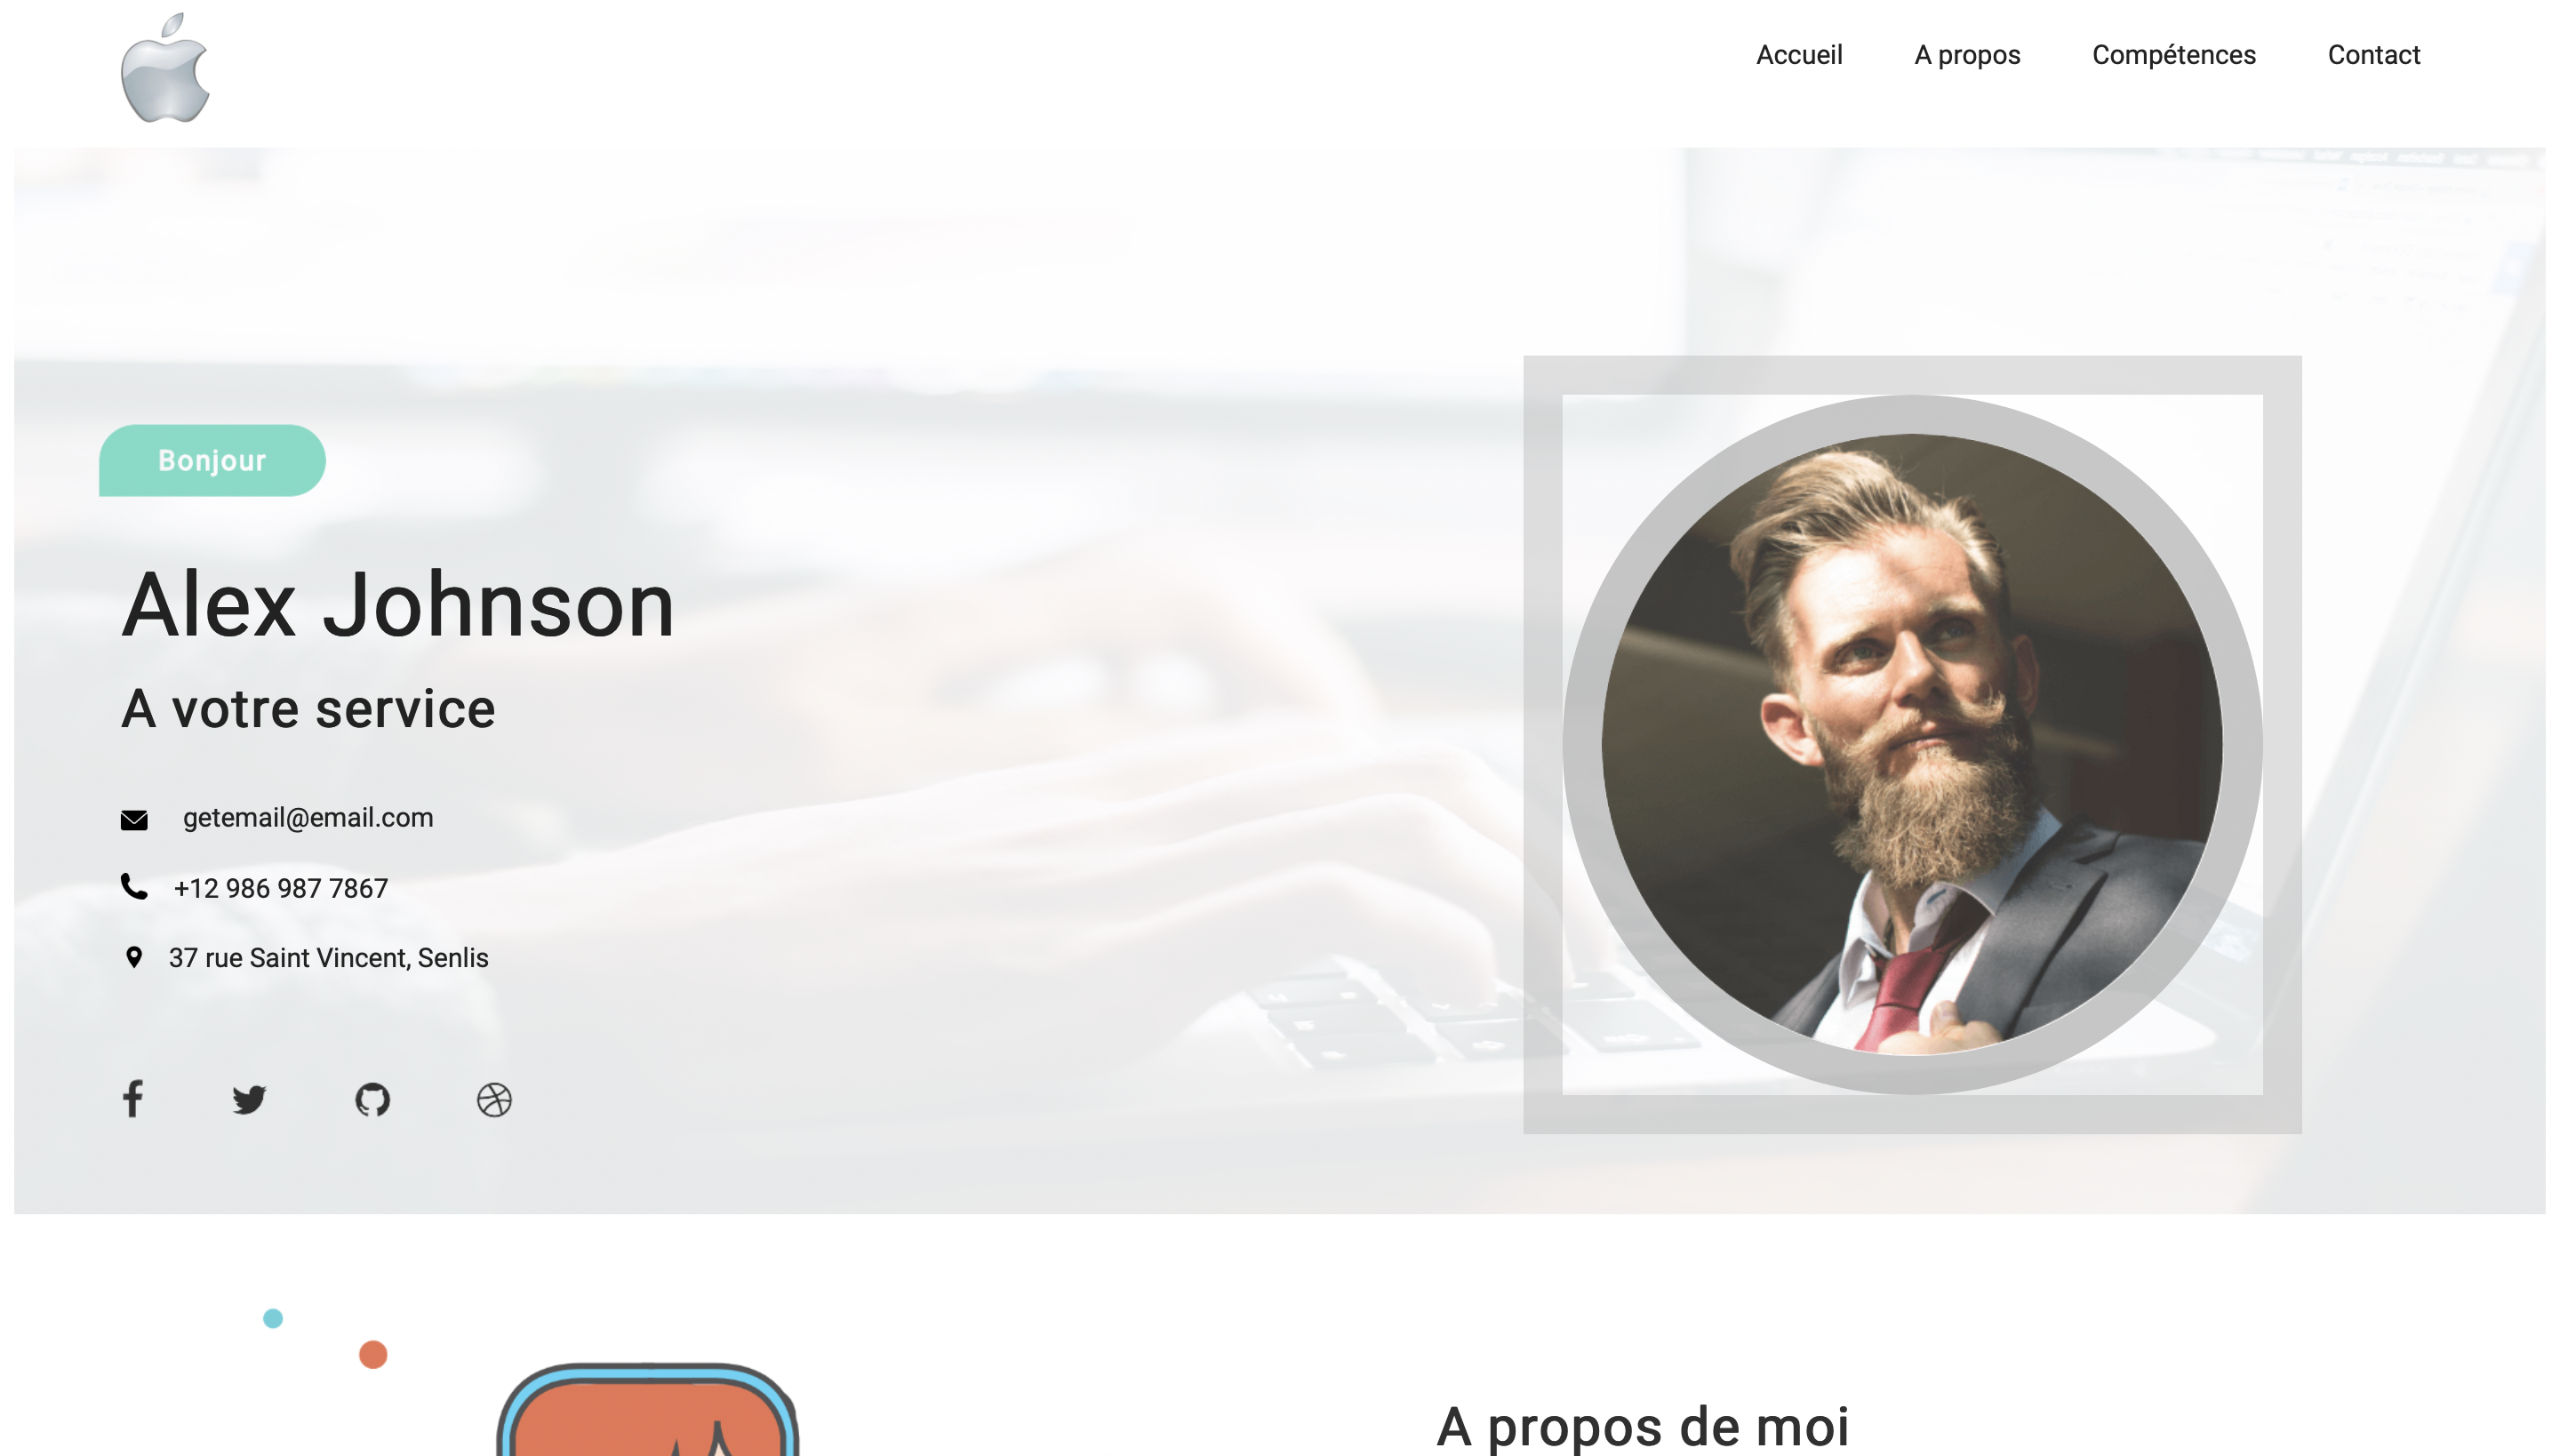 Accueil A propos Compétences Contact
Bonjour
Alex Johnson
A votre service
getemail@email.com
+12 986 987 7867
37 rue Saint Vincent, Senlis
A propos de moi